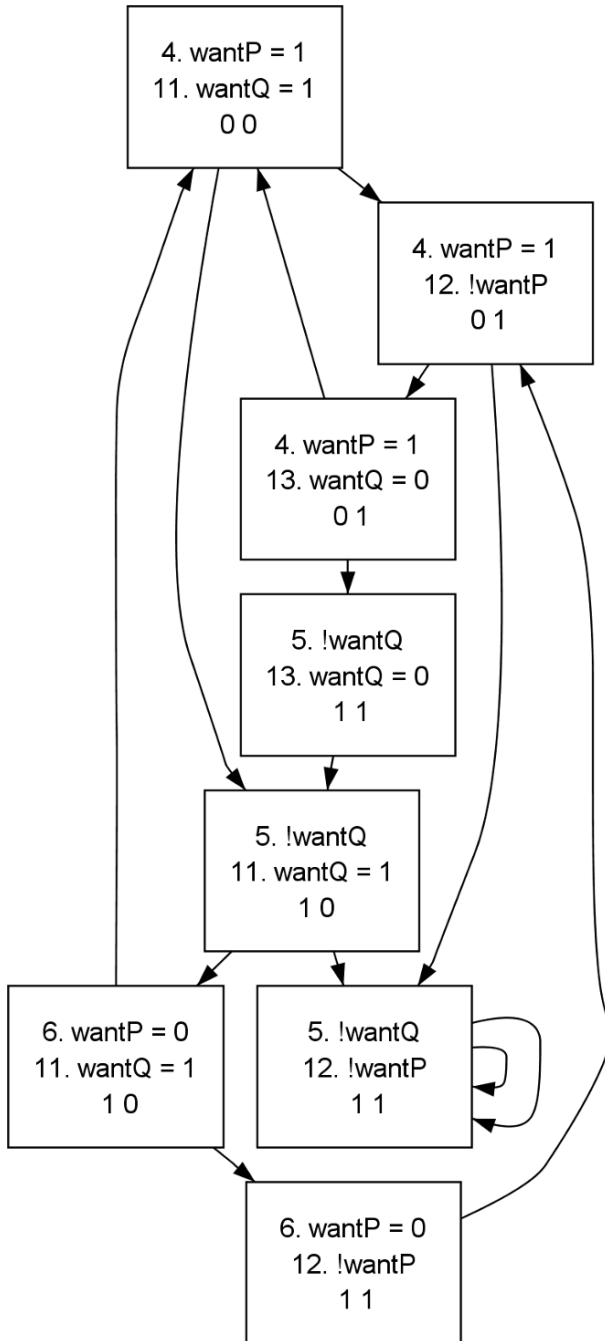 4. wantP = 1
11. wantQ = 1
0 0
4. wantP = 1
12. !wantP
0 1
4. wantP = 1
13. wantQ = 0
0 1
5. !wantQ
13. wantQ = 0
1 1
5. !wantQ
11. wantQ = 1
1 0
6. wantP = 0
11. wantQ = 1
1 0
5. !wantQ
12. !wantP
1 1
6. wantP = 0
12. !wantP
1 1